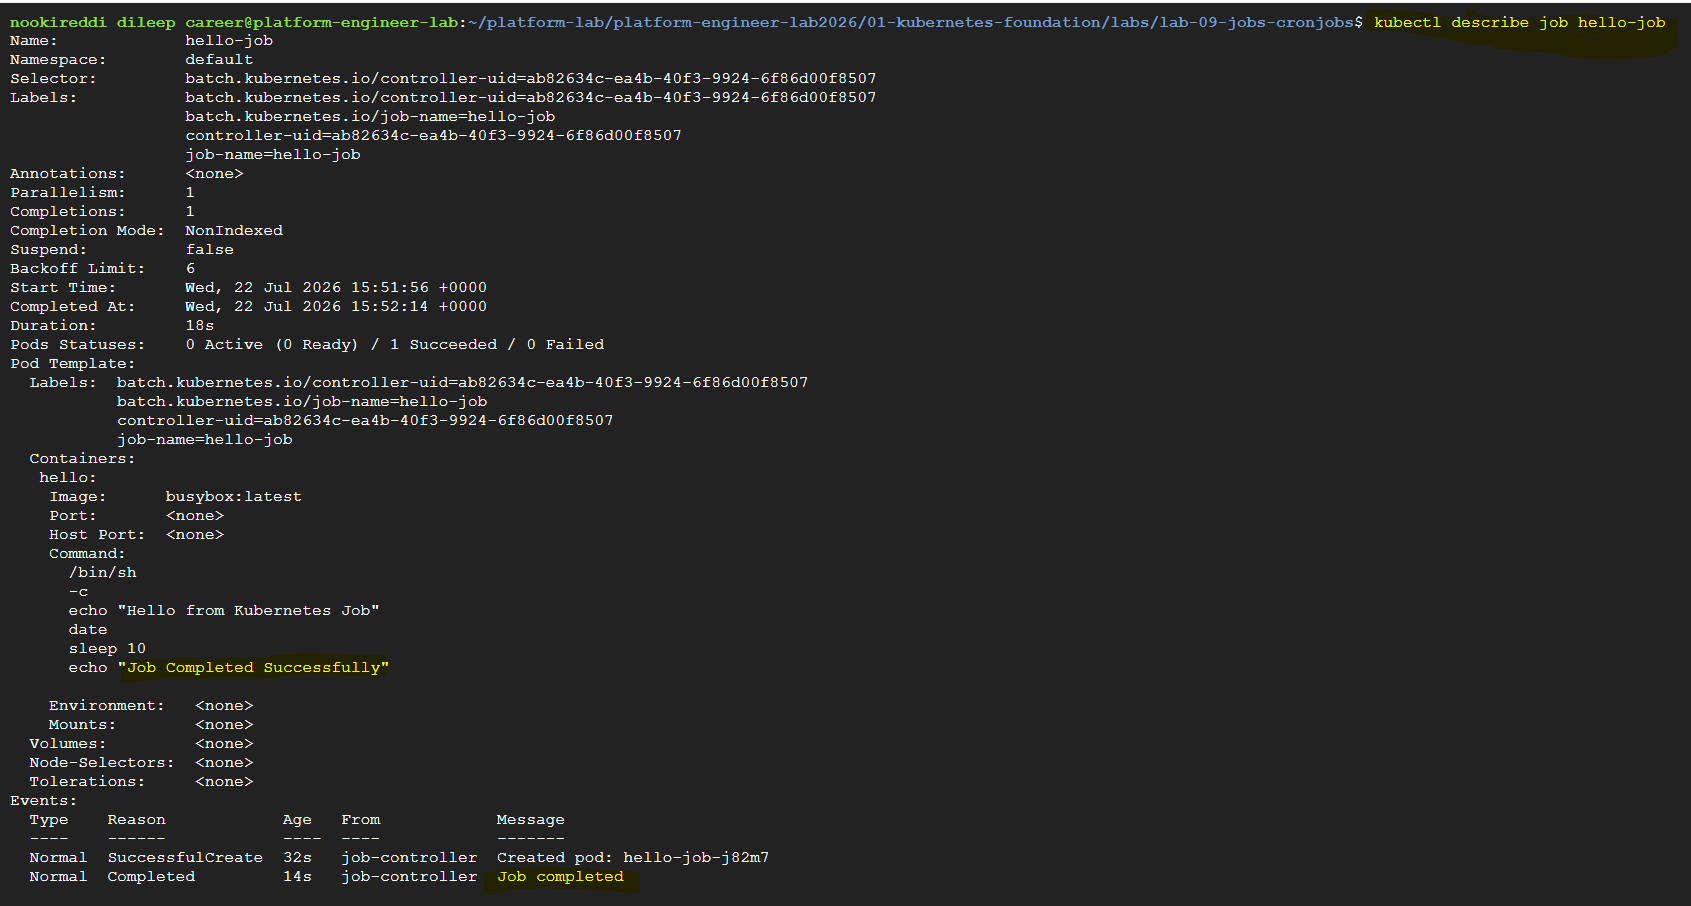 nookireddi dileep career@platform-engineer-lab:~/platform-lab/platform-engineer-lab2026/01-kubernetes-foundation/labs/lab-09-jobs-cronjobs$ kubectl describe job hello-job
Name:             hello-job
Namespace:        default
Selector:         batch.kubernetes.io/controller-uid=ab82634c-ea4b-40f3-9924-6f86d00f8507
Labels:           batch.kubernetes.io/controller-uid=ab82634c-ea4b-40f3-9924-6f86d00f8507
                  batch.kubernetes.io/job-name=hello-job
                  controller-uid=ab82634c-ea4b-40f3-9924-6f86d00f8507
                  job-name=hello-job
Annotations:      <none>
Parallelism:      1
Completions:      1
Completion Mode:  NonIndexed
Suspend:          false
Backoff Limit:    6
Start Time:       Wed, 22 Jul 2026 15:51:56 +0000
Completed At:     Wed, 22 Jul 2026 15:52:14 +0000
Duration:         18s
Pods Statuses:    0 Active (0 Ready) / 1 Succeeded / 0 Failed
Pod Template:
  Labels:  batch.kubernetes.io/controller-uid=ab82634c-ea4b-40f3-9924-6f86d00f8507
           batch.kubernetes.io/job-name=hello-job
           controller-uid=ab82634c-ea4b-40f3-9924-6f86d00f8507
           job-name=hello-job
  Containers:
   hello:
    Image:      busybox:latest
    Port:       <none>
    Host Port:  <none>
    Command:
      /bin/sh
      -c
      echo "Hello from Kubernetes Job"
      date
      sleep 10
      echo "Job Completed Successfully"
    Environment:   <none>
    Mounts:        <none>
  Volumes:         <none>
  Node-Selectors:  <none>
  Tolerations:     <none>
Events:
  Type    Reason            Age   From            Message
  ----    ------            ----  ----            -------
  Normal  SuccessfulCreate  32s   job-controller  Created pod: hello-job-j82m7
  Normal  Completed         14s   job-controller  Job completed